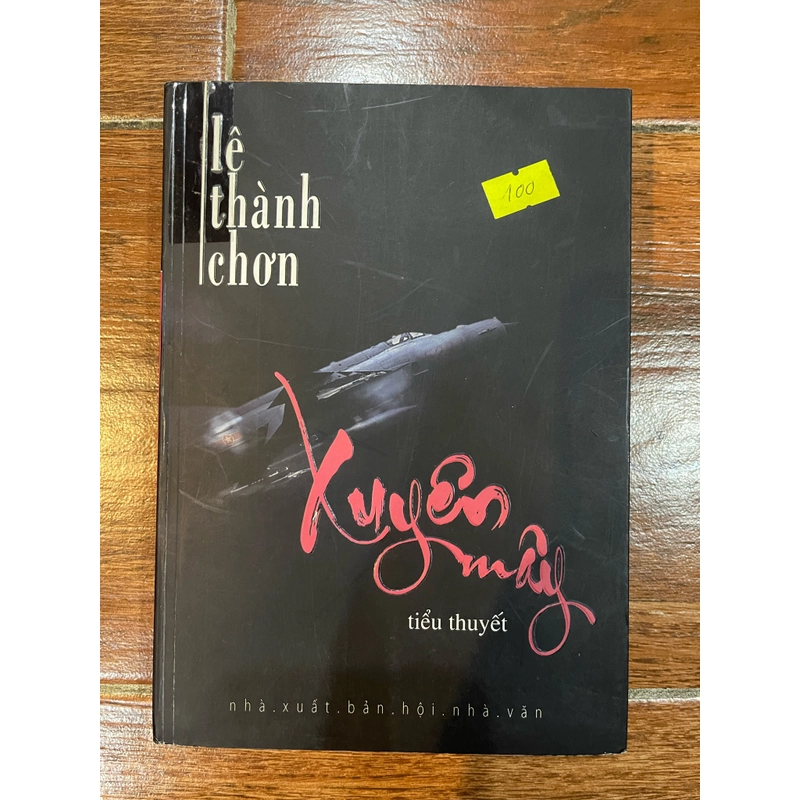 lê
thành
chơn
100
Xuyên
mây
tiểu thuyết
nhà.xuất.bản.hội.nhà.văn